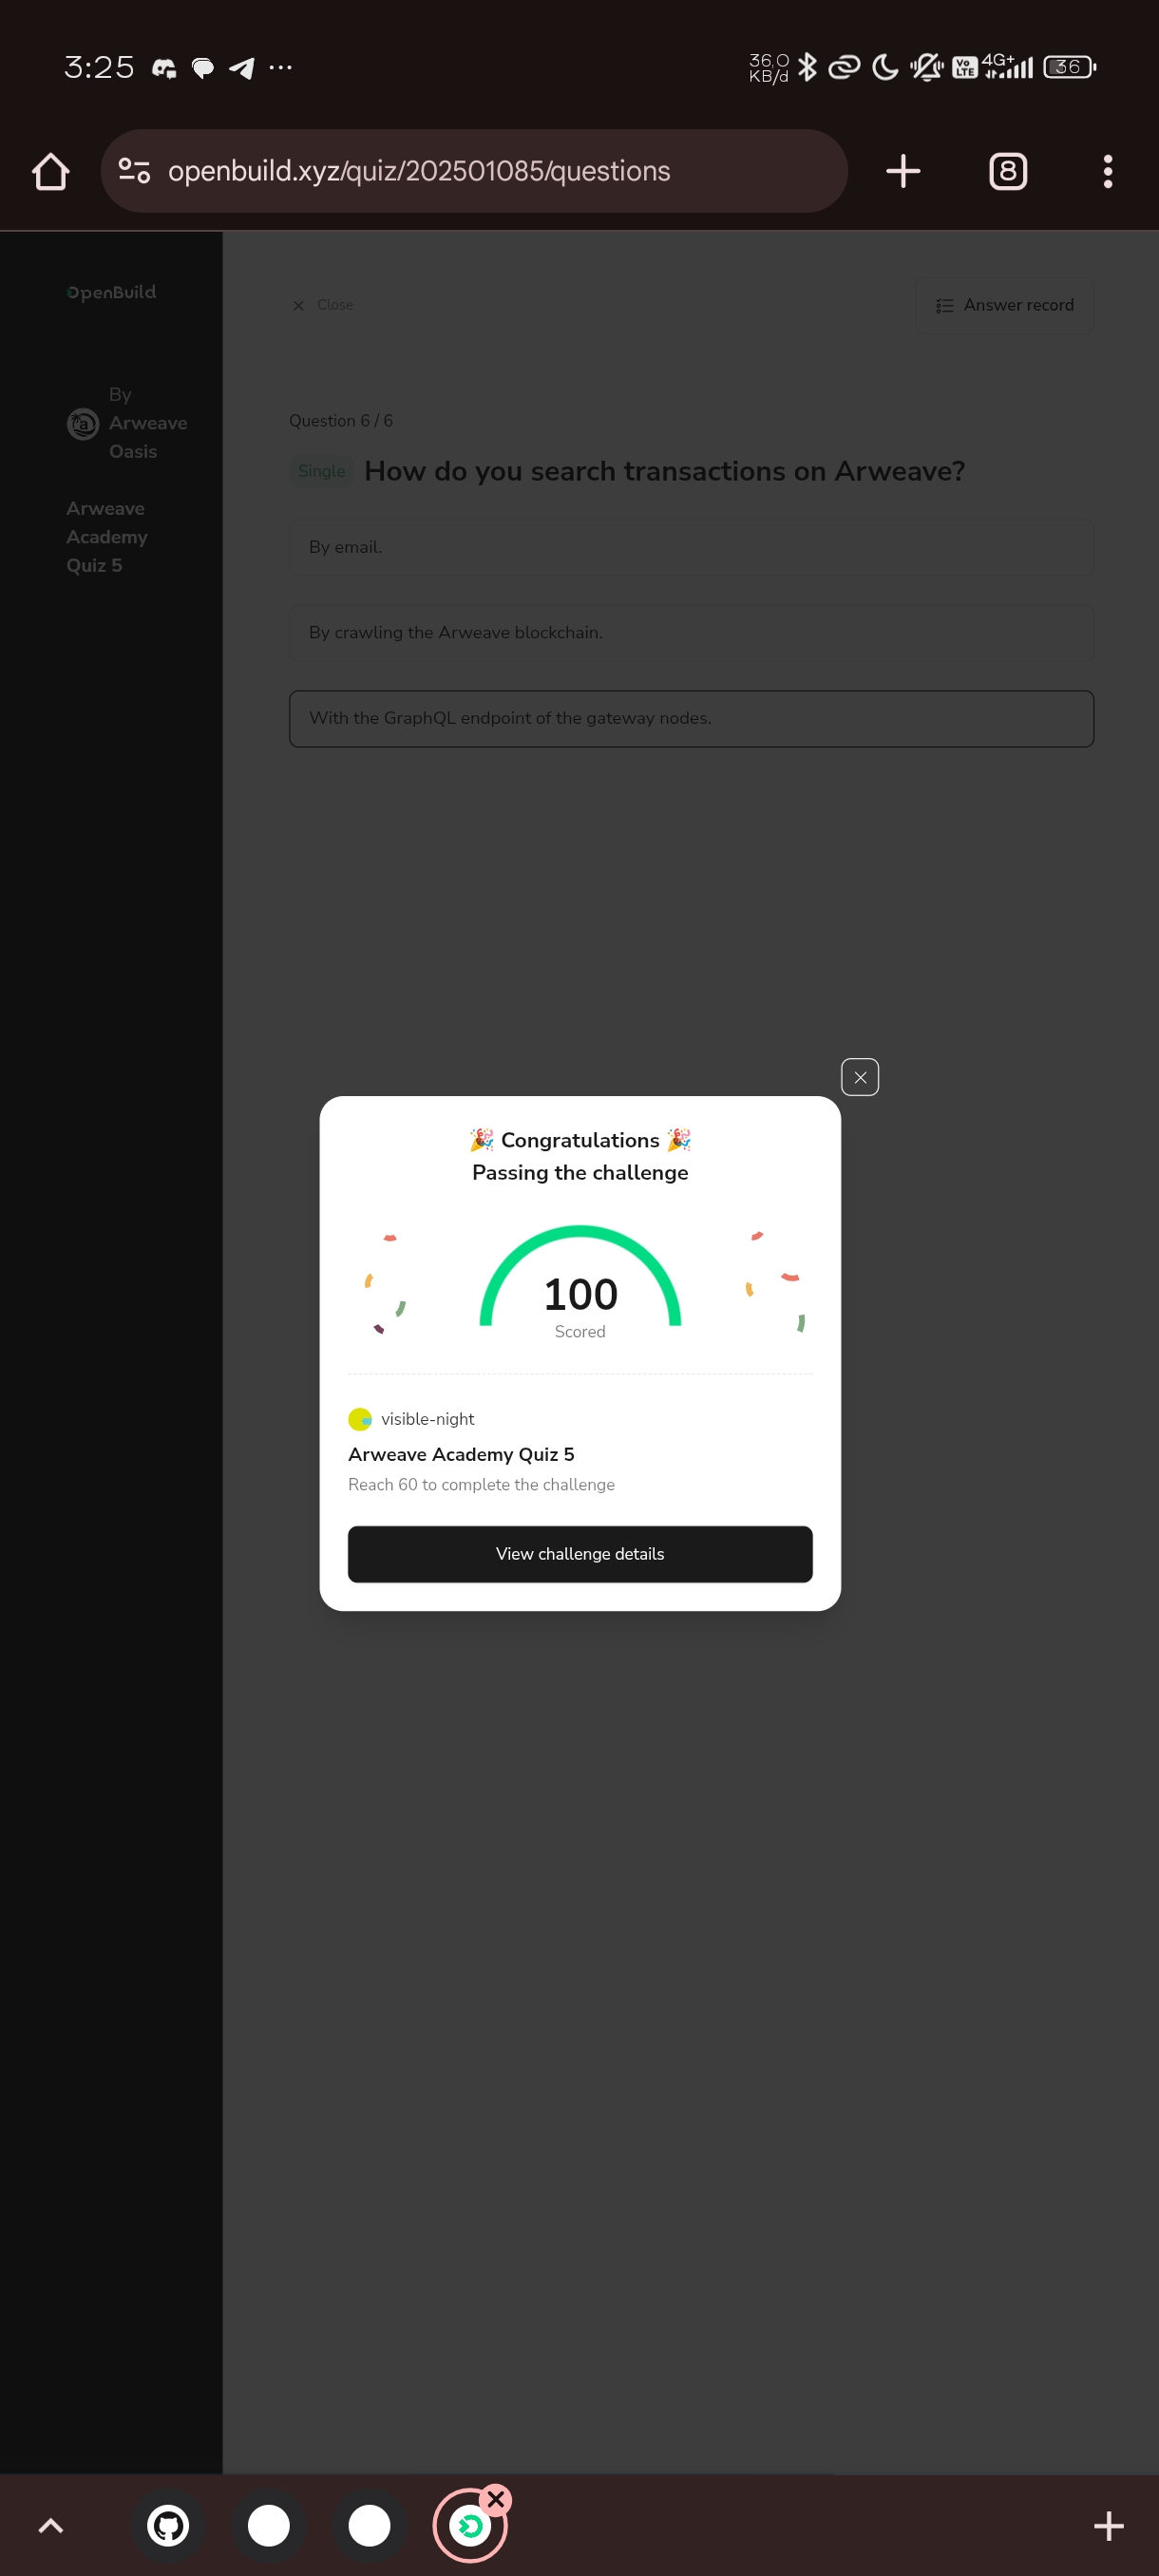 3:25
36,0
KB/d
Vo
LTE
4G+
36
openbuild.xyz/quiz/202501085/questions
8
OpenBuild
Close
Answer record
By
Arweave
Oasis
Arweave
Academy
Quiz 5
Question 6 / 6
Single
How do you search transactions on Arweave?
By email.
By crawling the Arweave blockchain.
With the GraphQL endpoint of the gateway nodes.
🎉 Congratulations 🎉
Passing the challenge
100
Scored
visible-night
Arweave Academy Quiz 5
Reach 60 to complete the challenge
View challenge details